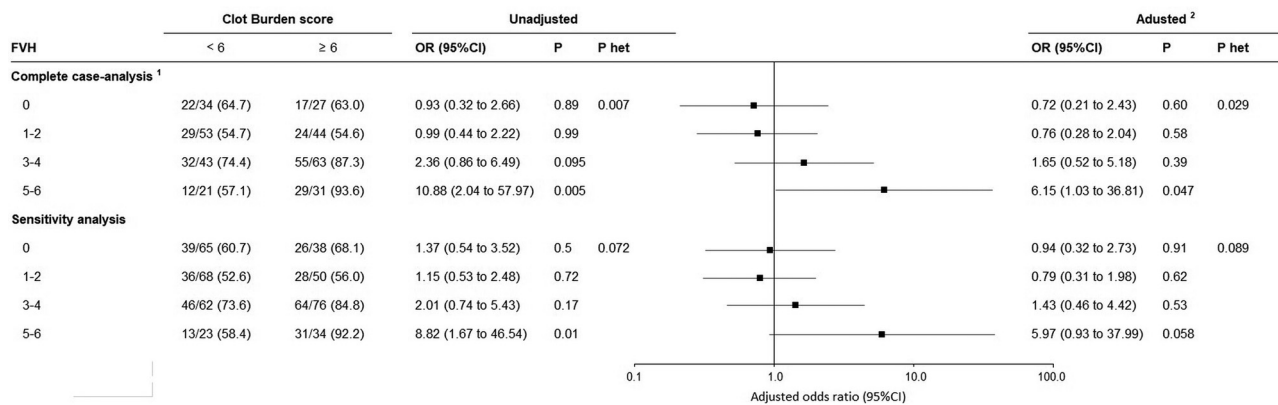 Clot Burden score Unadjusted Adusted 2
FVH < 6 ≥ 6 OR (95%CI) P P het OR (95%CI) P P het
Complete case-analysis 1
0 22/34 (64.7) 17/27 (63.0) 0.93 (0.32 to 2.66) 0.89 0.007 0.72 (0.21 to 2.43) 0.60 0.029
1-2 29/53 (54.7) 24/44 (54.6) 0.99 (0.44 to 2.22) 0.99 0.76 (0.28 to 2.04) 0.58
3-4 32/43 (74.4) 55/63 (87.3) 2.36 (0.86 to 6.49) 0.095 1.65 (0.52 to 5.18) 0.39
5-6 12/21 (57.1) 29/31 (93.6) 10.88 (2.04 to 57.97) 0.005 6.15 (1.03 to 36.81) 0.047
Sensitivity analysis
0 39/65 (60.7) 26/38 (68.1) 1.37 (0.54 to 3.52) 0.5 0.072 0.94 (0.32 to 2.73) 0.91 0.089
1-2 36/68 (52.6) 28/50 (56.0) 1.15 (0.53 to 2.48) 0.72 0.79 (0.31 to 1.98) 0.62
3-4 46/62 (73.6) 64/76 (84.8) 2.01 (0.74 to 5.43) 0.17 1.43 (0.46 to 4.42) 0.53
5-6 13/23 (58.4) 31/34 (92.2) 8.82 (1.67 to 46.54) 0.01 5.97 (0.93 to 37.99) 0.058
0.1 1.0 10.0 100.0
Adjusted odds ratio (95%CI)